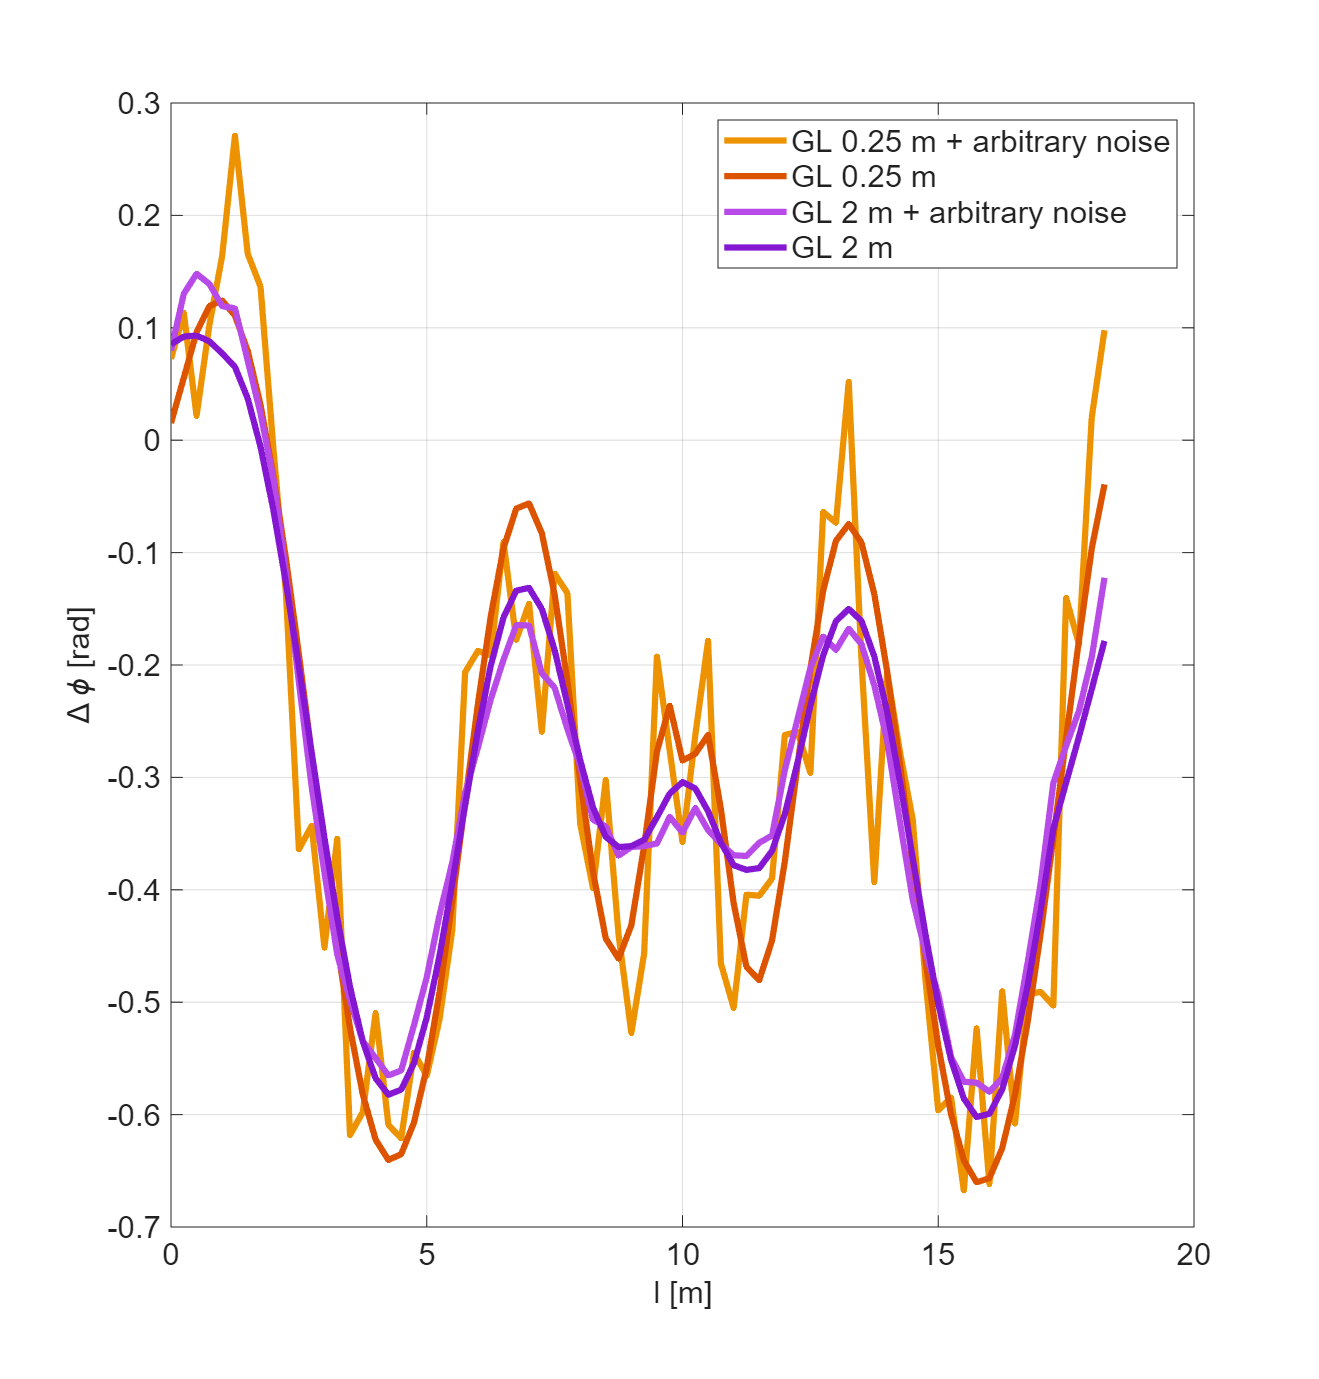 GL 0.25 m + arbitrary noise
GL 0.25 m
GL 2 m + arbitrary noise
GL 2 m
0.3
0.2
0.1
0
-0.1
-0.2
-0.3
-0.4
-0.5
-0.6
-0.7
Δ ϕ [rad]
0 5 10 15 20
l [m]